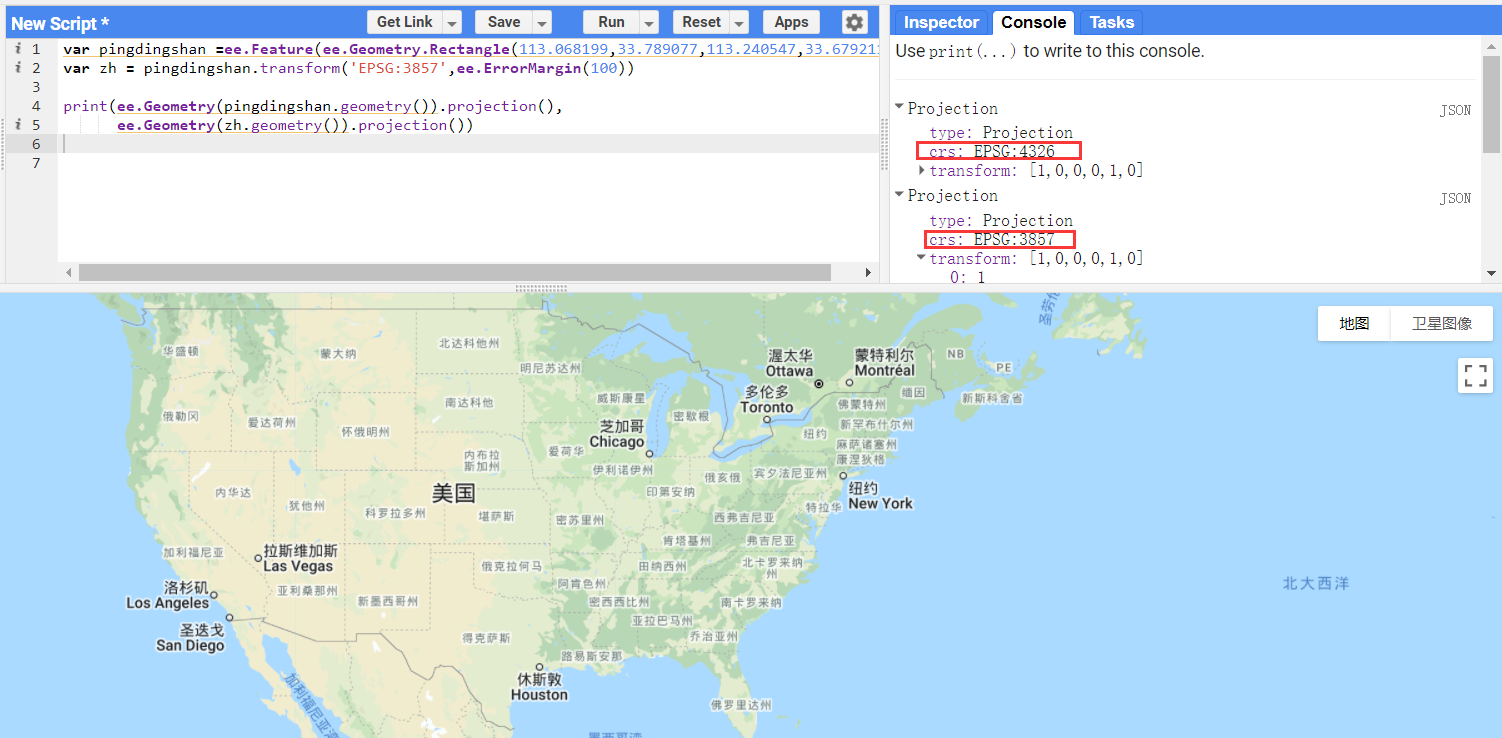 New Script *
Get Link
Save
Run
Reset
Apps
i 1 var pingdingshan =ee.Feature(ee.Geometry.Rectangle(113.068199,33.789077,113.240547,33.679211
i 2 var zh = pingdingshan.transform('EPSG:3857',ee.ErrorMargin(100))
3
4 print(ee.Geometry(pingdingshan.geometry()).projection(),
i 5 ee.Geometry(zh.geometry()).projection())
6
7
Inspector
Console
Tasks
Use print(...) to write to this console.
Projection
JSON
type: Projection
crs: EPSG:4326
transform: [1,0,0,0,1,0]
Projection
JSON
type: Projection
crs: EPSG:3857
transform: [1,0,0,0,1,0]
0: 1
地图
卫星图像
华盛顿
蒙大纳
北达科他州
明尼苏达州
渥太华
Ottawa
蒙特利尔
Montréal
NB
PE
俄勒冈
爱达荷州
怀俄明州
南达科他
威斯康星
密歇根
多伦多
Toronto
佛蒙特州
缅因
新斯科舍省
新罕布什尔州
芝加哥
Chicago
纽约
麻萨诸塞州
康涅狄格
内布拉
斯加州
爱荷华
伊利诺伊州
俄亥俄
宾夕法尼亚州
内华达
犹他州
科罗拉多州
美国
堪萨斯
密苏里州
印第安纳
西弗吉尼亚
特拉华
纽约
New York
加利福尼亚
拉斯维加斯
Las Vegas
俄克拉何马
肯塔基州
弗吉尼亚
田纳西州
北卡罗来纳
州
洛杉矶
Los Angeles
亚利桑那州
新墨西哥州
阿肯色州
密西西比州
南卡罗来纳
亚拉巴马州
圣迭戈
San Diego
得克萨斯
乔治亚州
路易斯安那
休斯敦
Houston
佛罗里达州
北大西洋